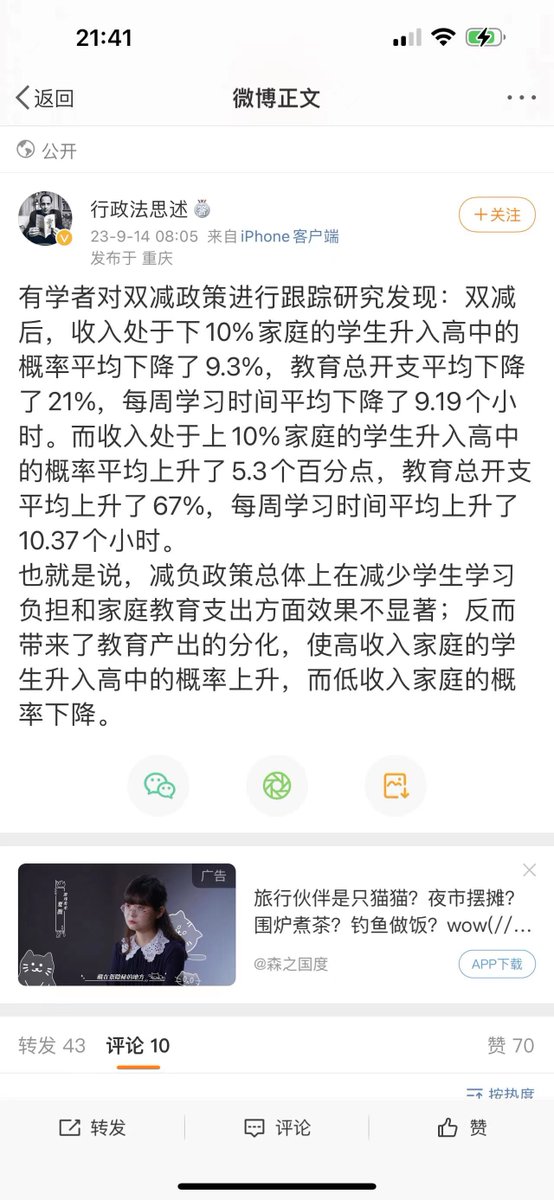 21:41
返回
微博正文
公开
行政法思述
+关注
23-9-14 08:05 来自iPhone客户端
发布于 重庆
有学者对双减政策进行跟踪研究发现：双减
后，收入处于下10%家庭的学生升入高中的
概率平均下降了9.3%，教育总开支平均下降
了21%，每周学习时间平均下降了9.19个小
时。而收入处于上10%家庭的学生升入高中
的概率平均上升了5.3个百分点，教育总开支
平均上升了67%，每周学习时间平均上升了
10.37个小时。
也就是说，减负政策总体上在减少学生学习
负担和家庭教育支出方面效果不显著；反而
带来了教育产出的分化，使高收入家庭的学
生升入高中的概率上升，而低收入家庭的概
率下降。
广告
旅行伙伴是只猫猫？夜市摆摊？
围炉煮茶？钓鱼做饭？wow(//...
@森之国度
APP下载
转发 43 评论 10 赞 70
按热度
转发 评论 赞